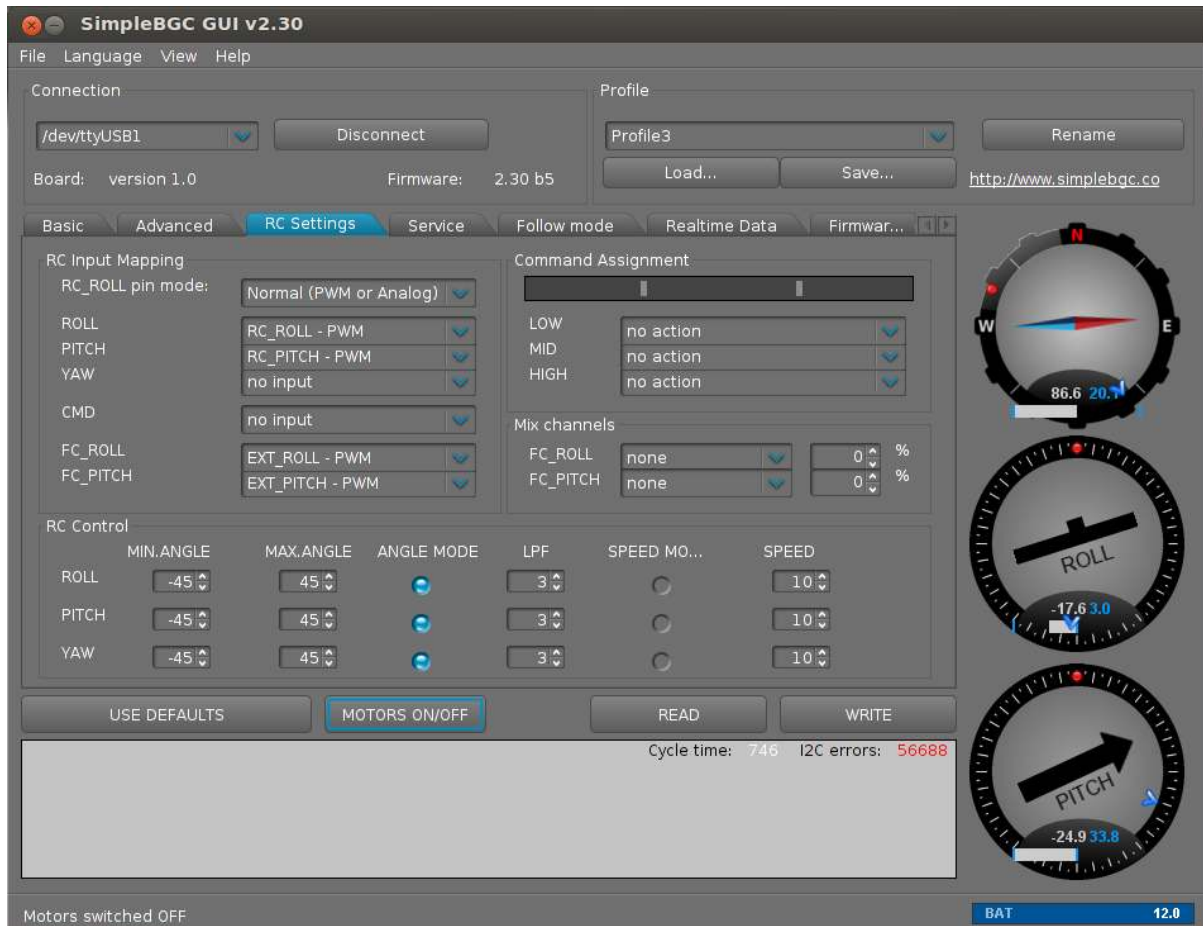 SimpleBGC GUI v2.30
File Language View Help
Connection
/dev/ttyUSB1 Disconnect
Board: version 1.0 Firmware: 2.30 b5
Profile
Profile3 Rename
Load... Save... http://www.simplebgc.co
Basic Advanced RC Settings Service Follow mode Realtime Data Firmwar...
RC Input Mapping
RC_ROLL pin mode: Normal (PWM or Analog)
ROLL RC_ROLL - PWM
PITCH RC_PITCH - PWM
YAW no input
CMD no input
FC_ROLL EXT_ROLL - PWM
FC_PITCH EXT_PITCH - PWM
Command Assignment
LOW no action
MID no action
HIGH no action
Mix channels
FC_ROLL none 0 %
FC_PITCH none 0 %
RC Control
MIN.ANGLE MAX.ANGLE ANGLE MODE LPF SPEED MO... SPEED
ROLL -45 45 3 10
PITCH -45 45 3 10
YAW -45 45 3 10
USE DEFAULTS MOTORS ON/OFF READ WRITE
Cycle time: 746 I2C errors: 56688
N
W E
86.6
ROLL
-17.6 3.0
PITCH
-24.9 33.8
Motors switched OFF
BAT 12.0